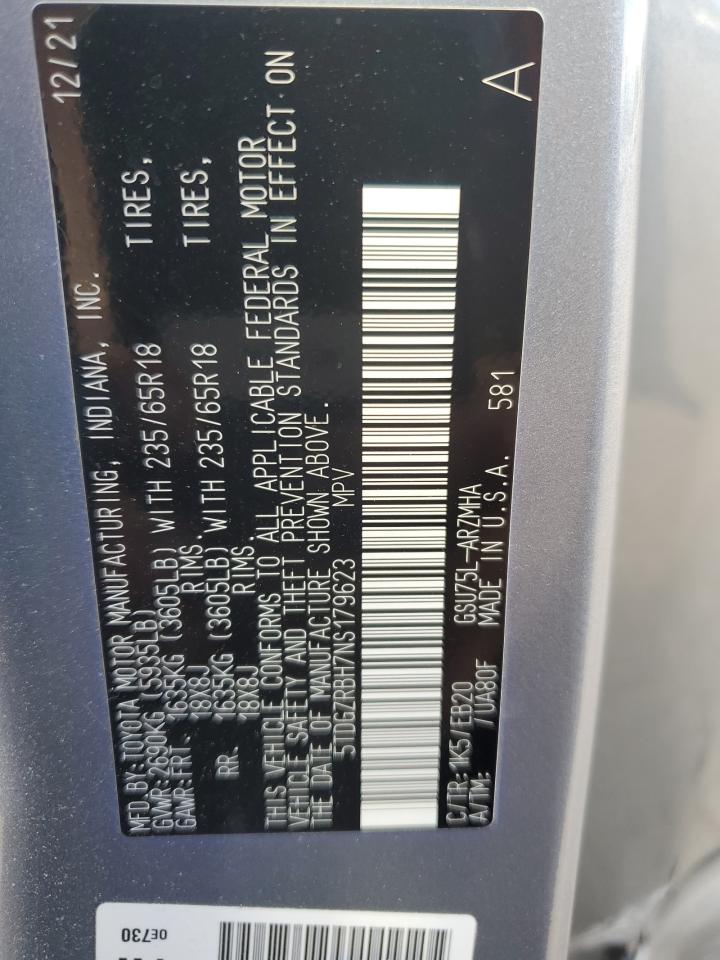 MFD.BY:TOYOTA MOTOR MANUFACTURING, INDIANA, INC. 12/21
GVWR:2690KG (5935LB)
GAWR:FRT. 1635KG (3605LB) WITH 235/65R18 TIRES,
18X8J RIMS.
RR. 1635KG (3605LB) WITH 235/65R18 TIRES,
18X8J RIMS.
THIS VEHICLE CONFORMS TO ALL APPLICABLE FEDERAL MOTOR
VEHICLE SAFETY AND THEFT PREVENTION STANDARDS IN EFFECT ON
THE DATE OF MANUFACTURE SHOWN ABOVE.
5TDGZRBH7NS179623 MPV
A
C/TR:1K5/EB20 GSU75L-ARZMHA
A/TM: /UA80F MADE IN U.S.A. 581
0E730